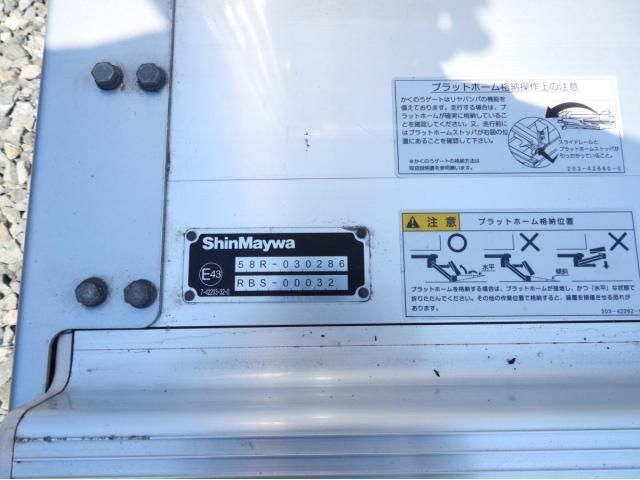 プラットホーム格納操作上の注意
かくのうゲートはリヤバンパの機能を
備えております。走行する場合は、プ
ラットホームが確実に格納していること
を確認してください。又、走行前に
はプラットホームストッパが右図の位
置にあることを確認して下さい。
※かくのうゲートの格納方法は
取扱説明書を参照願います。
スライドレールと
プラットホームストッパが
引っかかっていること。
203-42660-0
ShinMaywa
E43
7-42203-32-0
58R-030286
RBS-00032
注意 プラットホーム格納位置
水平
傾斜
プラットホームを格納する場合は、プラットホームが接地し、かつ「水平」な状態で
折りたたんでください。その他の作業位置で格納すると、装置を損傷させる恐れが
あります。
203-42262-